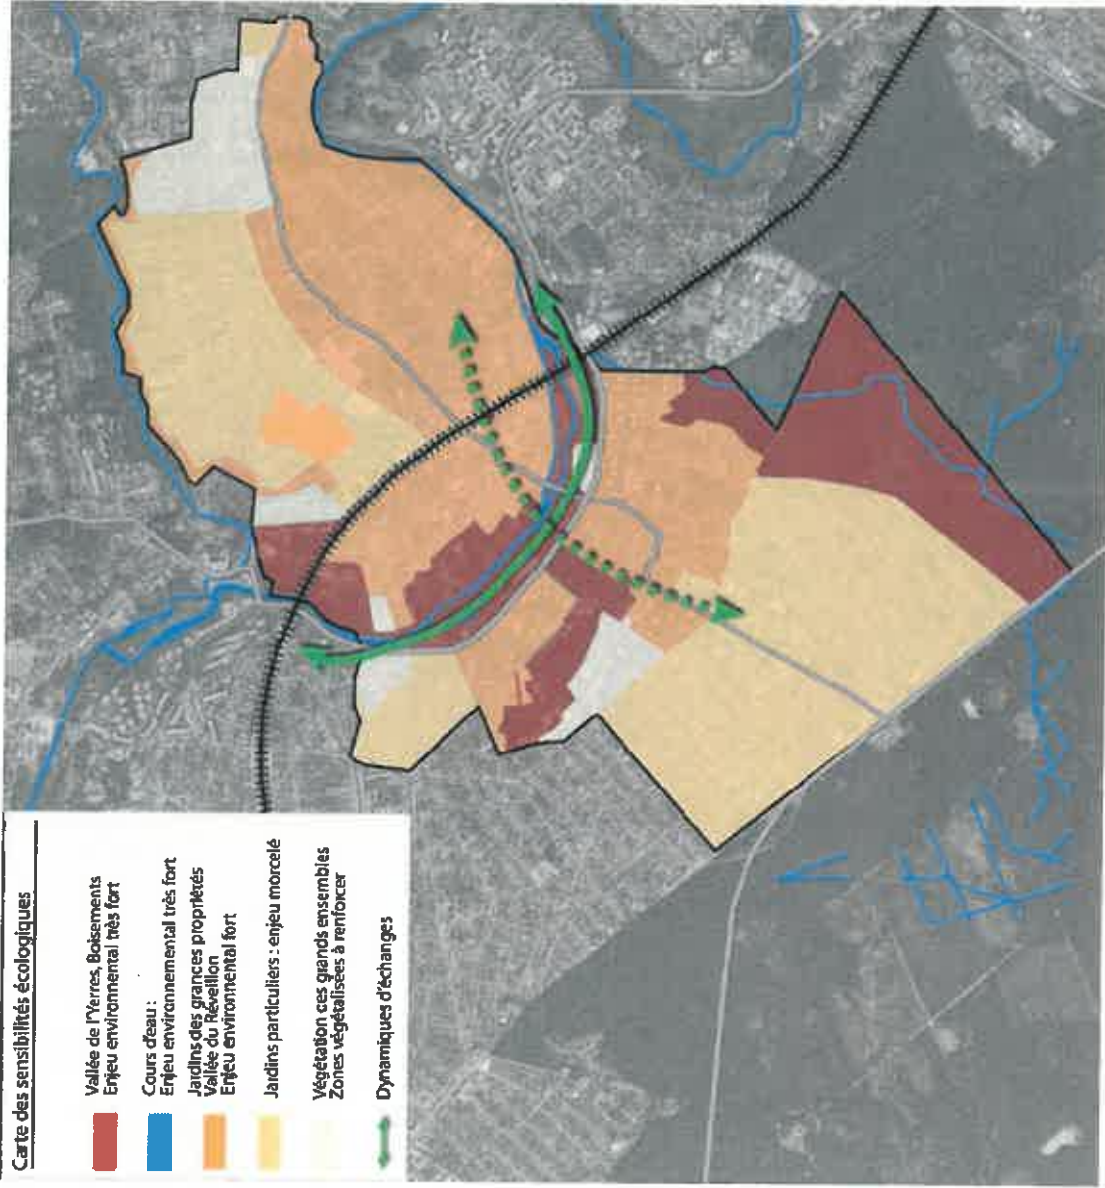 Carte des sensibilités écologiques
Vallée de l'Yerres, Boisements
Enjeu environmental très fort
Cours d'eau :
Enjeu environnemental très fort
Jardins des grances propriétés
Vallée du Réveillon
Enjeu environmental fort
Jardins particuliers : enjeu morcelé
Végétation ces grands ensembles
Zones végétalisées à renforcer
Dynamiques d'échanges